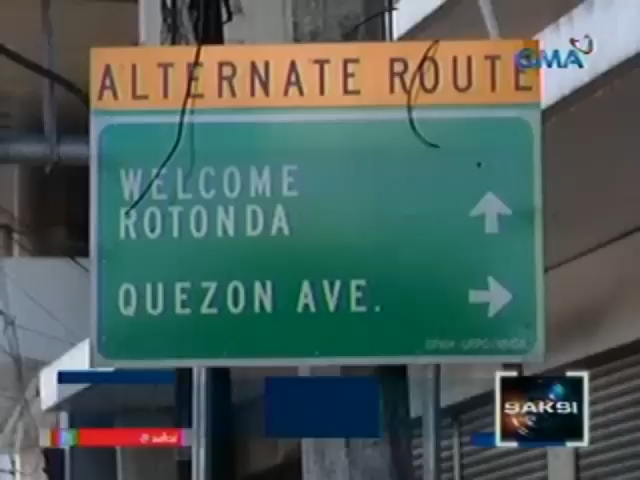 ALTERNATE ROUTE
GMA
WELCOME
ROTONDA
QUEZON AVE.
SAKSI